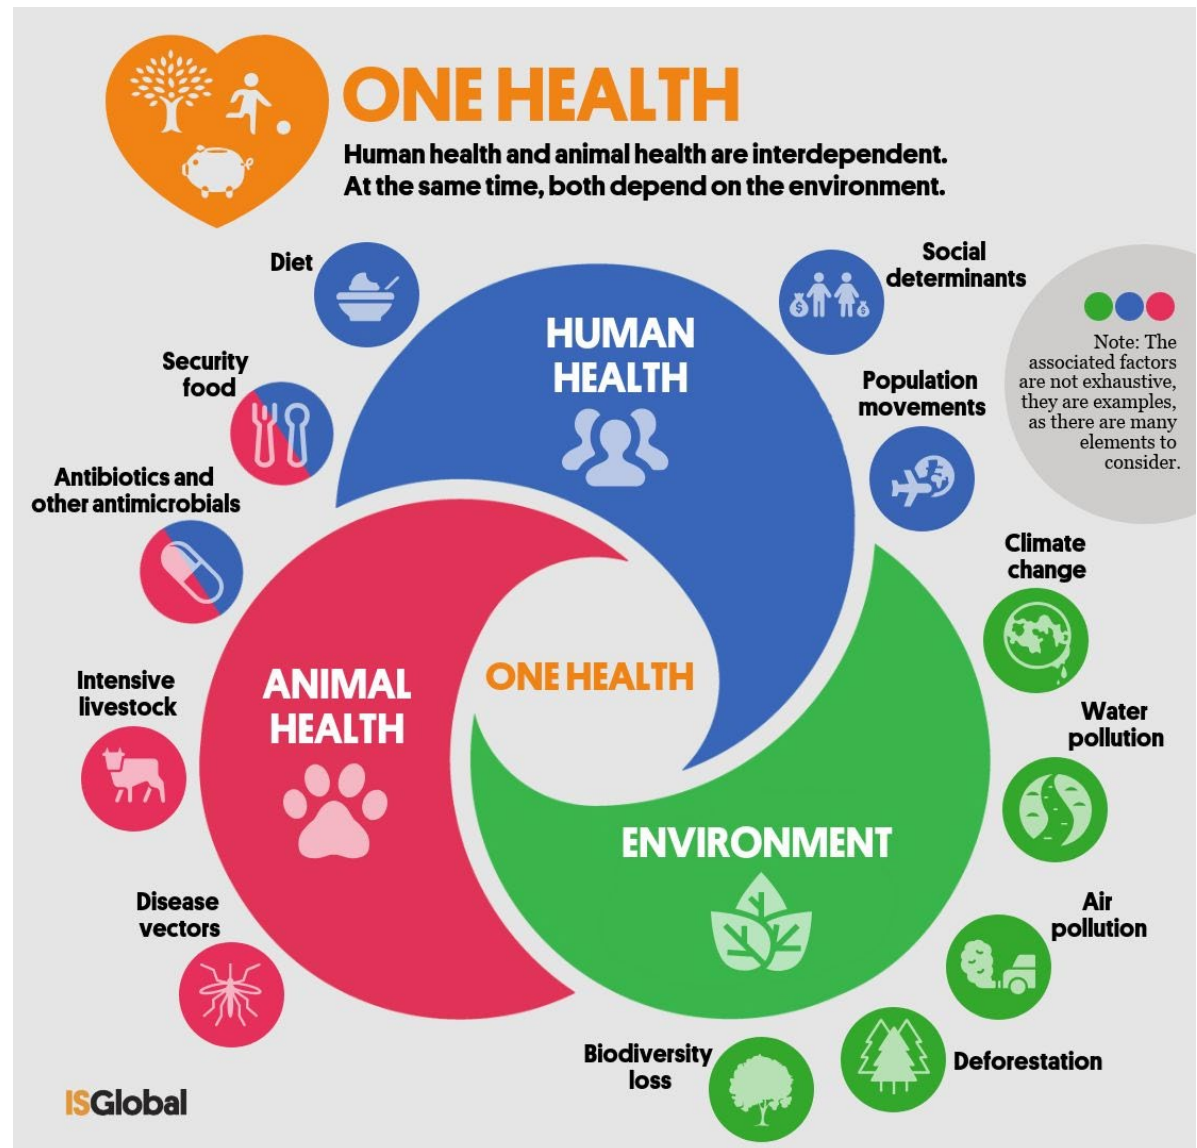 ONE HEALTH
Human health and animal health are interdependent.
At the same time, both depend on the environment.
Diet
Social
determinants
Security
food
Population
movements
Note: The
associated factors
are not exhaustive,
they are examples,
as there are many
elements to
consider.
HUMAN
HEALTH
Antibiotics and
other antimicrobials
Climate
change
Intensive
livestock
ANIMAL
HEALTH
ONE HEALTH
Water
pollution
ENVIRONMENT
Disease
vectors
Air
pollution
Biodiversity
loss
Deforestation
ISGlobal